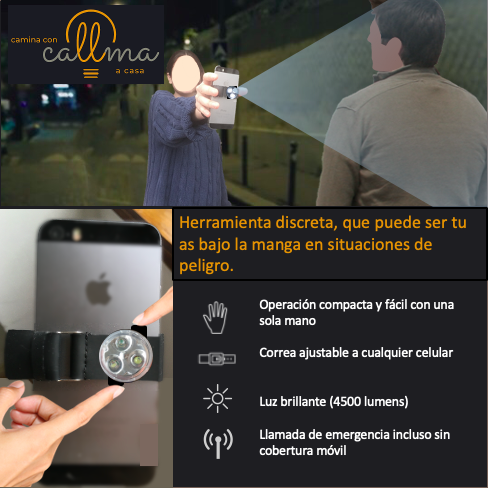 camina con
callma
a casa
Herramienta discreta, que puede ser tu
as bajo la manga en situaciones de
peligro.
Operación compacta y fácil con una
sola mano
Correa ajustable a cualquier celular
Luz brillante (4500 lumens)
Llamada de emergencia incluso sin
cobertura móvil